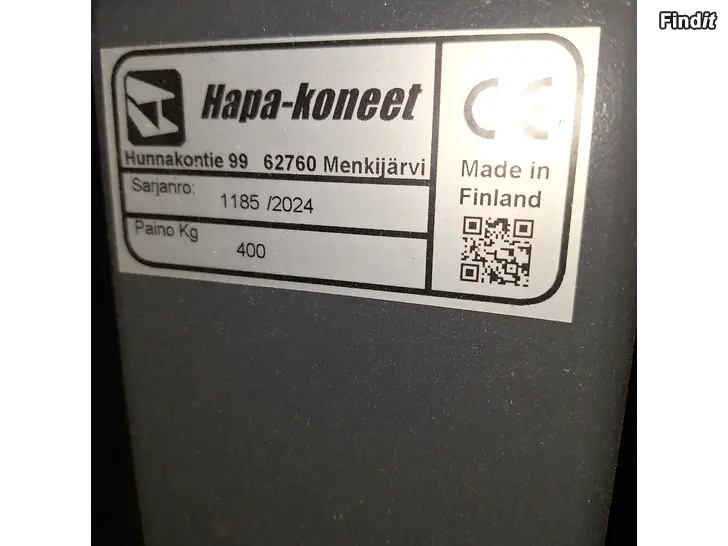 Findit
Hapa-koneet
Hunnakontie 99 62760 Menkijärvi
Sarjanro: 1185 /2024
Paino Kg 400
CE
Made in
Finland